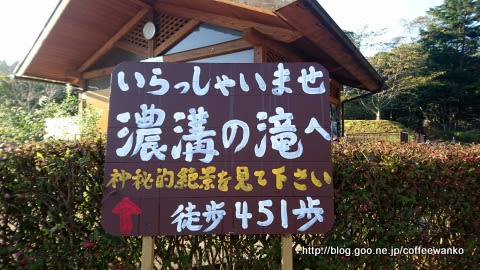 いらっしゃいませ
濃溝の滝へ
神秘的絶景を見て下さい
徒歩451歩
http://blog.goo.ne.jp/coffeewanko